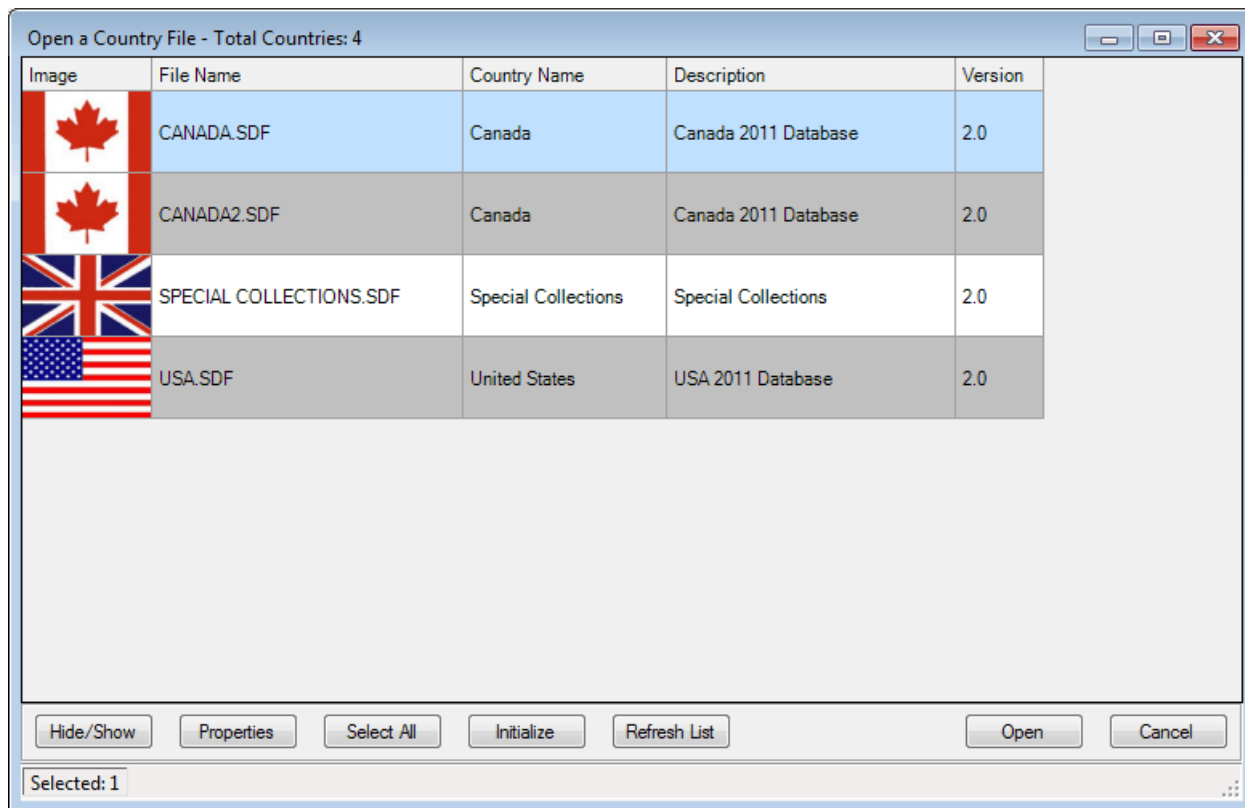 Open a Country File - Total Countries: 4
Image File Name Country Name Description Version
CANADA.SDF Canada Canada 2011 Database 2.0
CANADA2.SDF Canada Canada 2011 Database 2.0
SPECIAL COLLECTIONS.SDF Special Collections Special Collections 2.0
USA.SDF United States USA 2011 Database 2.0
Hide/Show Properties Select All Initialize Refresh List Open Cancel
Selected: 1